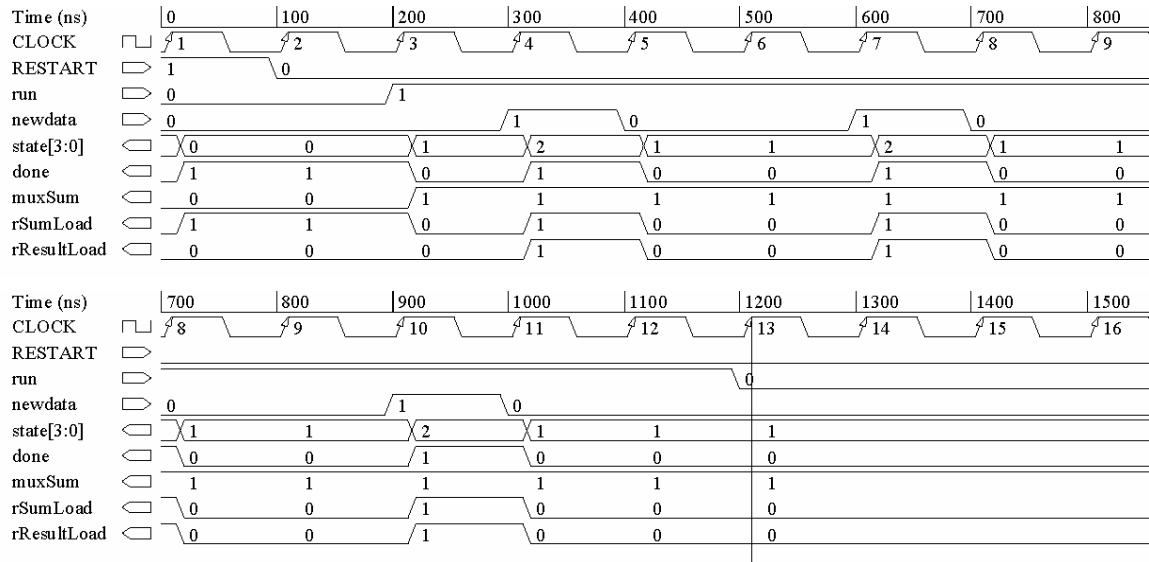 Time (ns) 0 100 200 300 400 500 600 700 800
CLOCK 1 2 3 4 5 6 7 8 9
RESTART 1 0
run 0 1
newdata 0 1 0 1 0
state[3:0] 0 0 1 2 1 1 2 1 1
done 1 1 0 1 0 0 1 0 0
muxSum 0 0 1 1 1 1 1 1 1
rSumLoad 1 1 0 1 0 0 1 0 0
rResultLoad 0 0 0 1 0 0 1 0 0
Time (ns) 700 800 900 1000 1100 1200 1300 1400 1500
CLOCK 8 9 10 11 12 13 14 15 16
RESTART
run 0
newdata 0 1 0
state[3:0] 1 1 2 1 1 1
done 0 0 1 0 0 0
muxSum 1 1 1 1 1 1
rSumLoad 0 0 1 0 0 0
rResultLoad 0 0 1 0 0 0